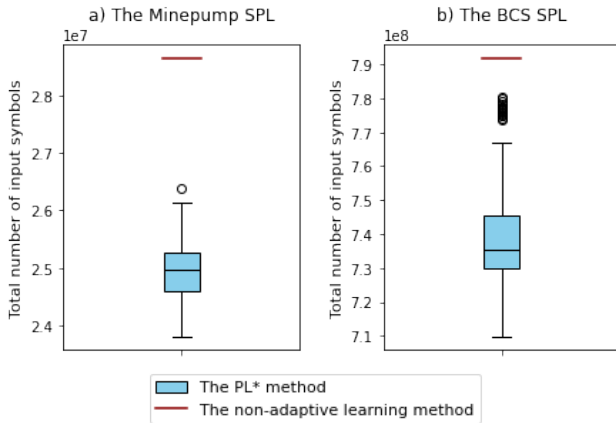 a) The Minepump SPL
1e7
Total number of input symbols
2.8
2.7
2.6
2.5
2.4
b) The BCS SPL
1e8
Total number of input symbols
7.9
7.8
7.7
7.6
7.5
7.4
7.3
7.2
7.1
The PL* method
The non-adaptive learning method